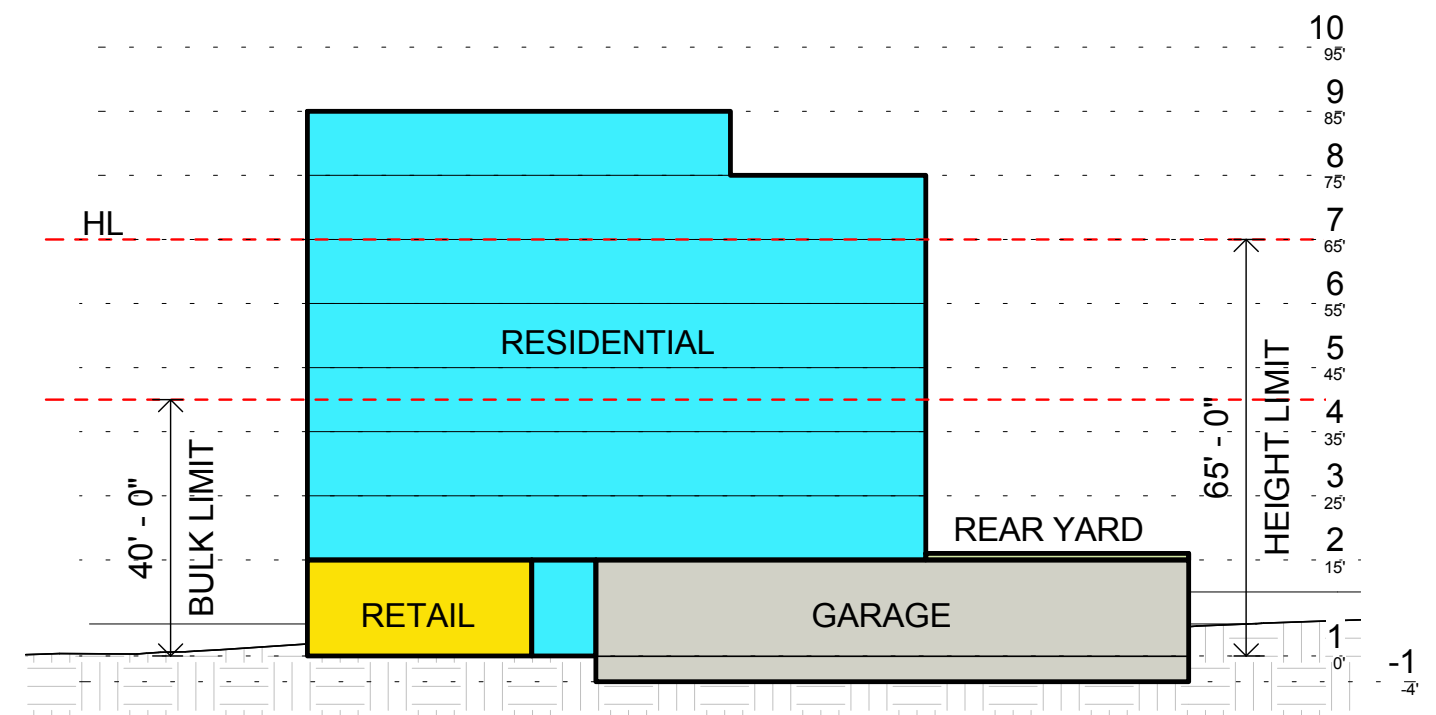 10
95'
9
85'
8
75'
HL
7
65'
6
55'
RESIDENTIAL
5
45'
4
35'
3
25'
40' - 0"
BULK LIMIT
65' - 0"
HEIGHT LIMIT
REAR YARD
2
15'
RETAIL
GARAGE
1
0'
-1
-4'